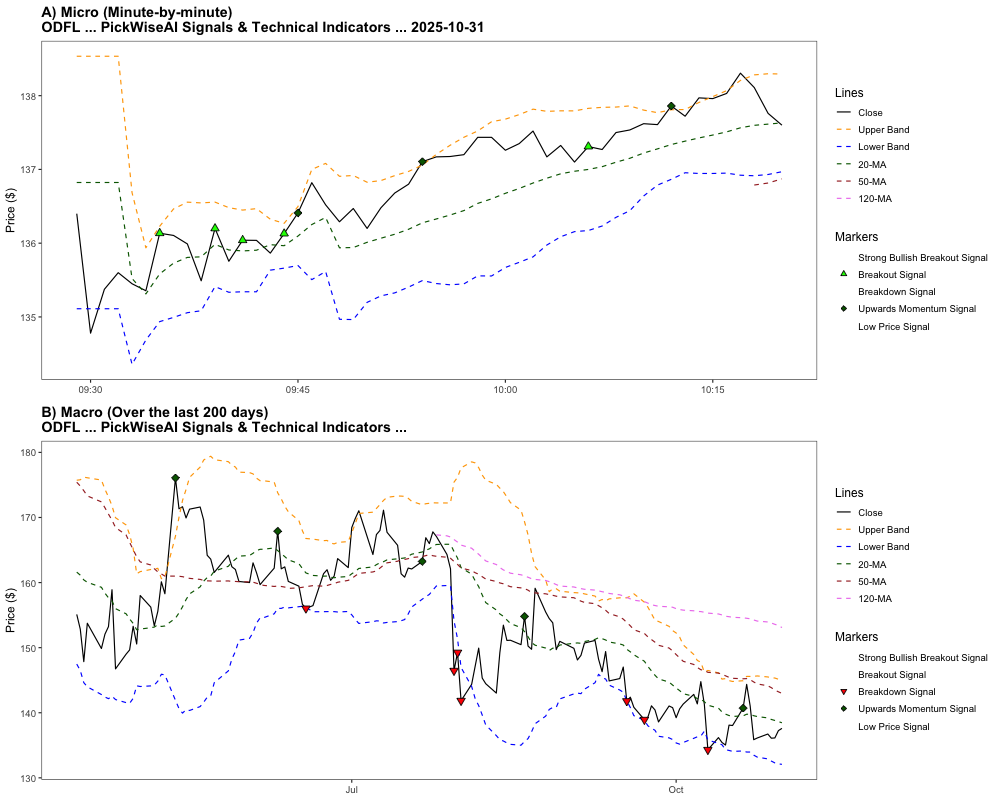 A) Micro (Minute-by-minute)
ODFL ... PickWiseAI Signals & Technical Indicators ... 2025-10-31
Price ($)
138
137
136
135
09:30
09:45
10:00
10:15
Lines
Close
Upper Band
Lower Band
20-MA
50-MA
120-MA
Markers
Strong Bullish Breakout Signal
Breakout Signal
Breakdown Signal
Upwards Momentum Signal
Low Price Signal
B) Macro (Over the last 200 days)
ODFL ... PickWiseAI Signals & Technical Indicators ...
Price ($)
180
170
160
150
140
130
Jul
Oct
Lines
Close
Upper Band
Lower Band
20-MA
50-MA
120-MA
Markers
Strong Bullish Breakout Signal
Breakout Signal
Breakdown Signal
Upwards Momentum Signal
Low Price Signal